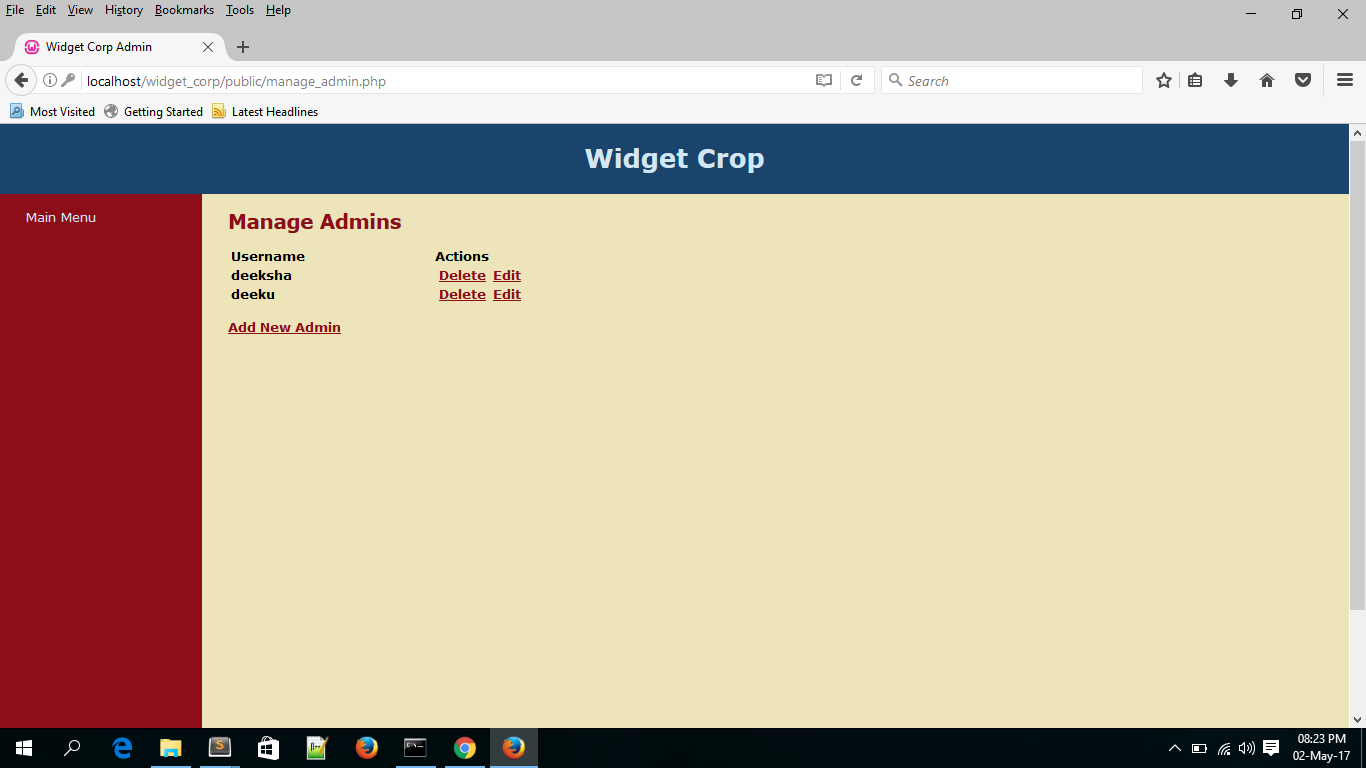 File Edit View History Bookmarks Tools Help
Widget Corp Admin
localhost/widget_corp/public/manage_admin.php
Search
Most Visited Getting Started Latest Headlines
Widget Crop
Main Menu
Manage Admins
Username Actions
deeksha Delete Edit
deeku Delete Edit
Add New Admin
08:23 PM
02-May-17